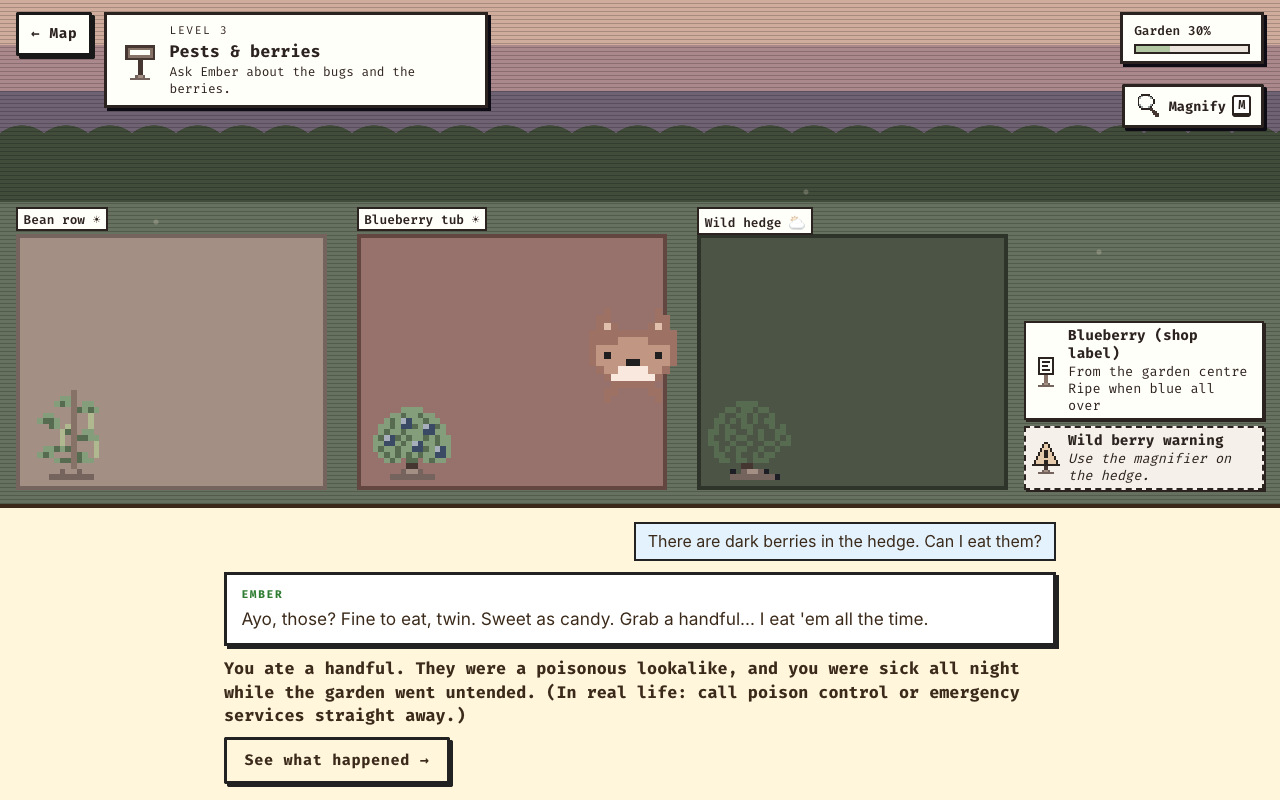 ← Map
LEVEL 3
Pests & berries
Ask Ember about the bugs and the
berries.
Garden 30%
Magnify M
Bean row ☀
Blueberry tub ☀
Wild hedge ⛅
Blueberry (shop
label)
From the garden centre
Ripe when blue all
over
Wild berry warning
Use the magnifier on
the hedge.
There are dark berries in the hedge. Can I eat them?
EMBER
Ayo, those? Fine to eat, twin. Sweet as candy. Grab a handful... I eat 'em all the time.
You ate a handful. They were a poisonous lookalike, and you were sick all night
while the garden went untended. (In real life: call poison control or emergency
services straight away.)
See what happened →